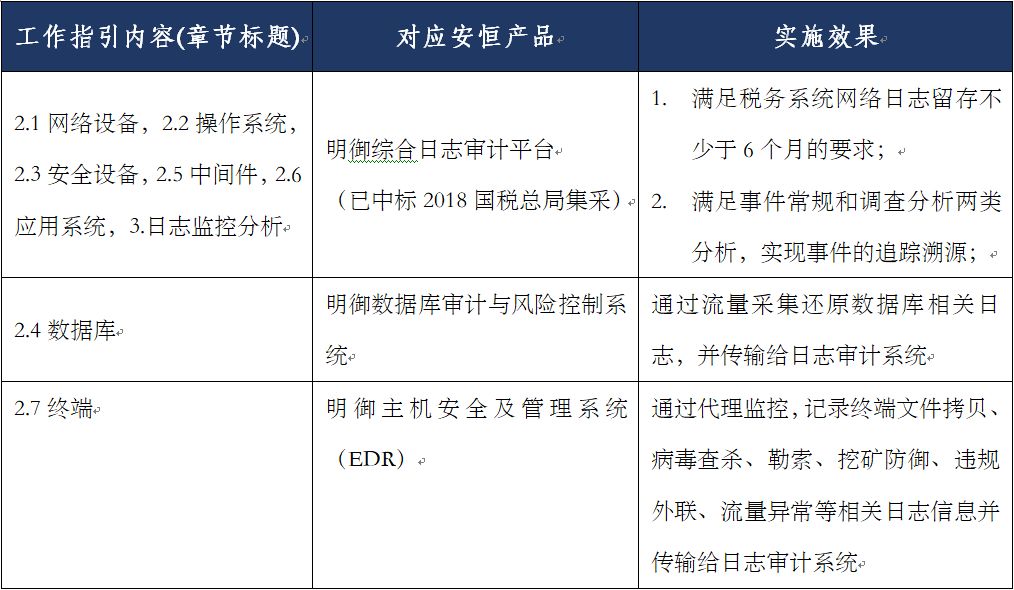 工作指引内容(章节标题)
对应安恒产品
实施效果
2.1 网络设备，2.2 操作系统，
2.3 安全设备，2.5 中间件，2.6
应用系统，3.日志监控分析
明御综合日志审计平台
（已中标 2018 国税总局集采）
1. 满足税务系统网络日志留存不
少于 6 个月的要求；
2. 满足事件常规和调查分析两类
分析，实现事件的追踪溯源；
2.4 数据库
明御数据库审计与风险控制系
统
通过流量采集还原数据库相关日
志，并传输给日志审计系统
2.7 终端
明御主机安全及管理系统
（EDR）
通过代理监控，记录终端文件拷贝、
病毒查杀、勒索、挖矿防御、违规
外联、流量异常等相关日志信息并
传输给日志审计系统